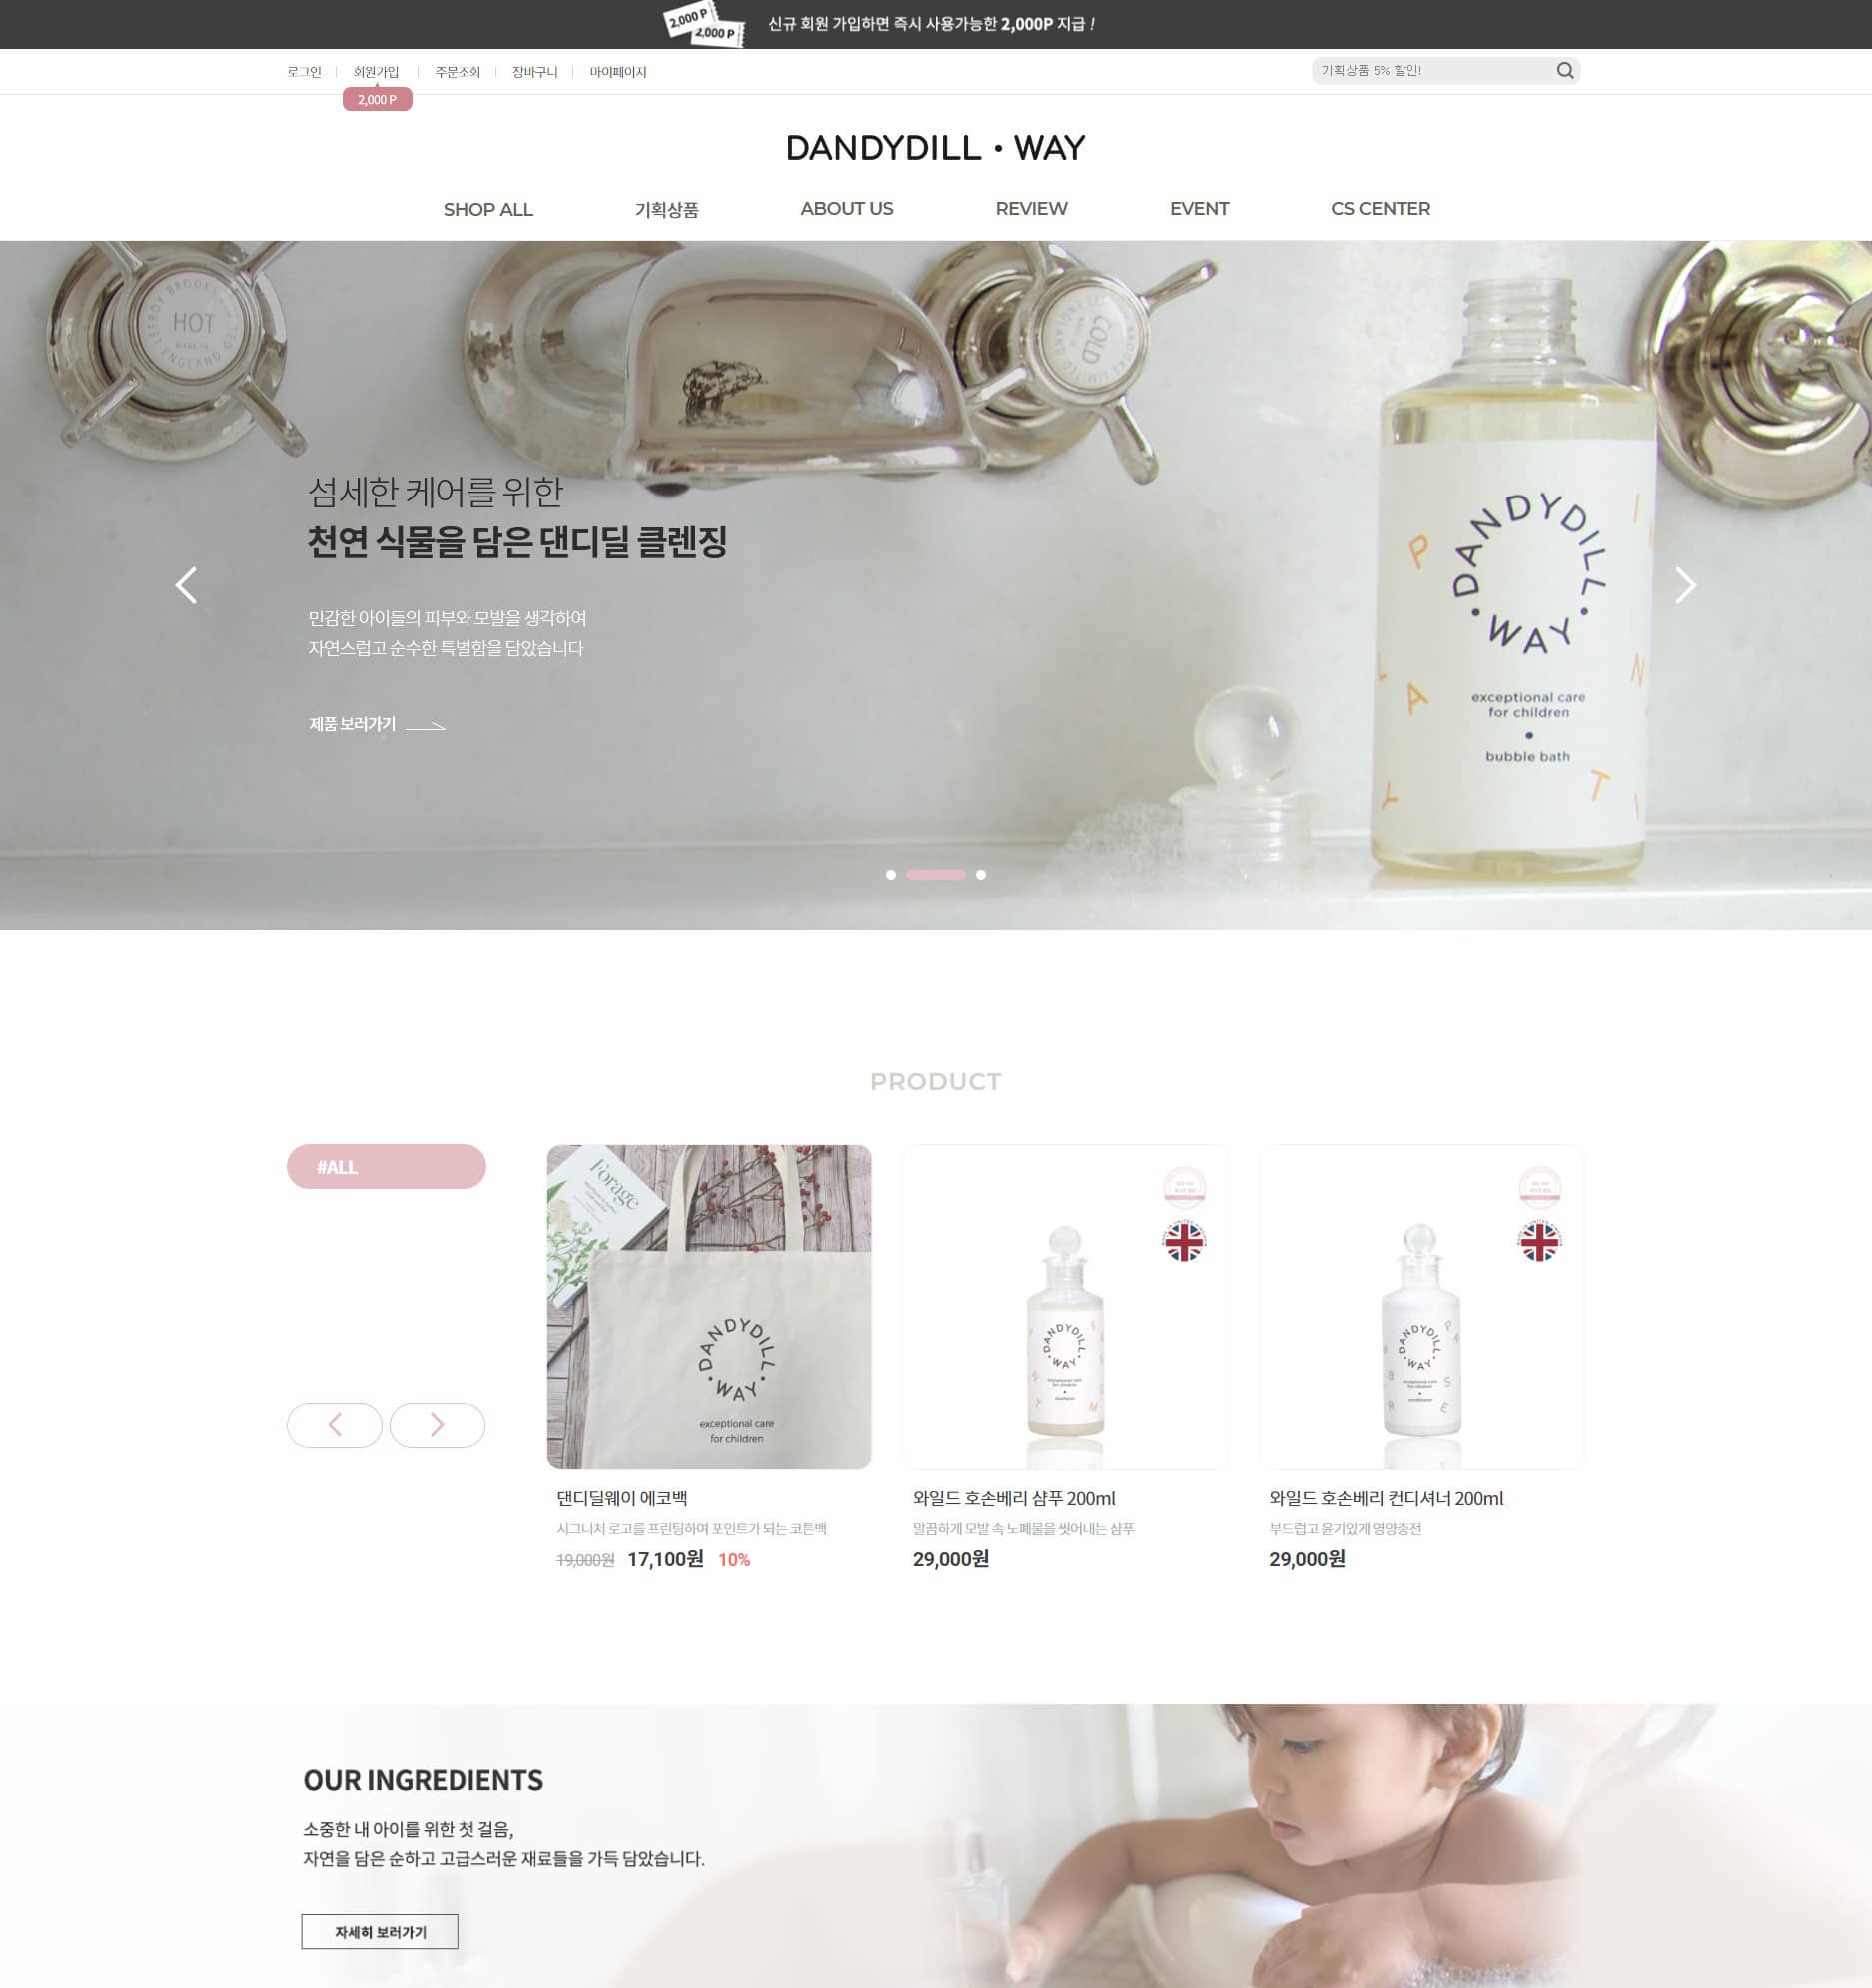 2,000 P
2,000 P
신규 회원 가입하면 즉시 사용가능한 2,000P 지급 !
로그인
회원가입
주문조회
장바구니
마이페이지
기획상품 5% 할인!
2,000 P
DANDYDILL • WAY
SHOP ALL
기획상품
ABOUT US
REVIEW
EVENT
CS CENTER
HOT
COLD
섬세한 케어를 위한
천연 식물을 담은 댄디딜 클렌징
민감한 아이들의 피부와 모발을 생각하여
자연스럽고 순수한 특별함을 담았습니다
제품 보러가기
DANDYDILL • WAY •
exceptional care
for children
•
bubble bath
PRODUCT
#ALL
Forage
DANDYDILL • WAY •
exceptional care
for children
DANDYDILL • WAY •
exceptional care
for children
DANDYDILL • WAY •
exceptional care
for children
댄디딜웨이 에코백
시그니처 로고를 프린팅하여 포인트가 되는 코튼백
19,000원 17,100원 10%
와일드 호손베리 샴푸 200ml
말끔하게 모발 속 노폐물을 씻어내는 샴푸
29,000원
와일드 호손베리 컨디셔너 200ml
부드럽고 윤기있게 영양충전
29,000원
OUR INGREDIENTS
소중한 내 아이를 위한 첫 걸음,
자연을 담은 순하고 고급스러운 재료들을 가득 담았습니다.
자세히 보러가기